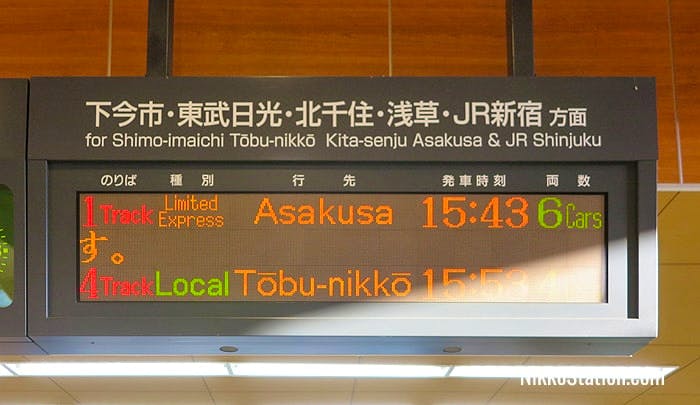 下今市・東武日光・北千住・浅草・JR新宿 方面
for Shimo-imaichi Tōbu-nikkō Kita-senju Asakusa & JR Shinjuku
のりば 種別 行先 発車時刻 両数
1 Track Limited Express Asakusa 15:43 6 Cars
す。
4 Track Local Tōbu-nikkō 15:53
NikkoStation.com